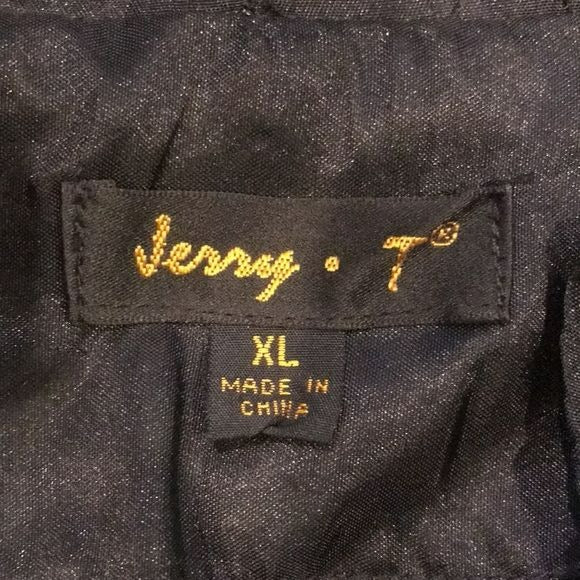 Jerry · T®
XL
MADE IN
CHINA